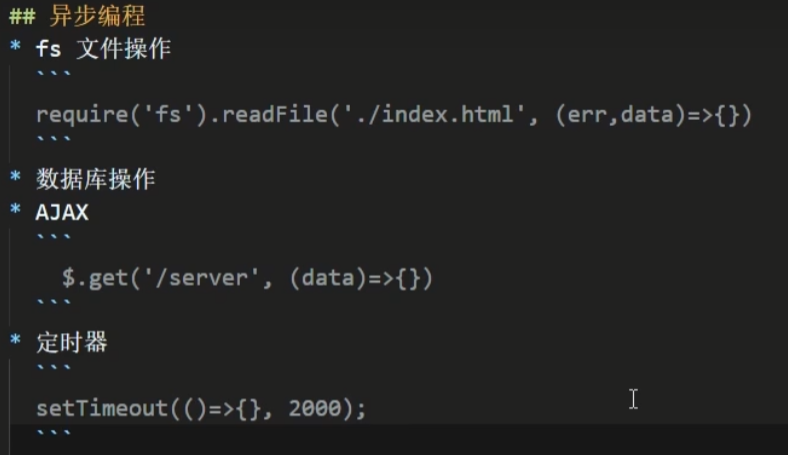 ## 异步编程
* fs 文件操作
```
require('fs').readFile('./index.html', (err,data)=>{})
```
* 数据库操作
* AJAX
```
$.get('/server', (data)=>{})
```
* 定时器
```
setTimeout(()=>{}, 2000);
```